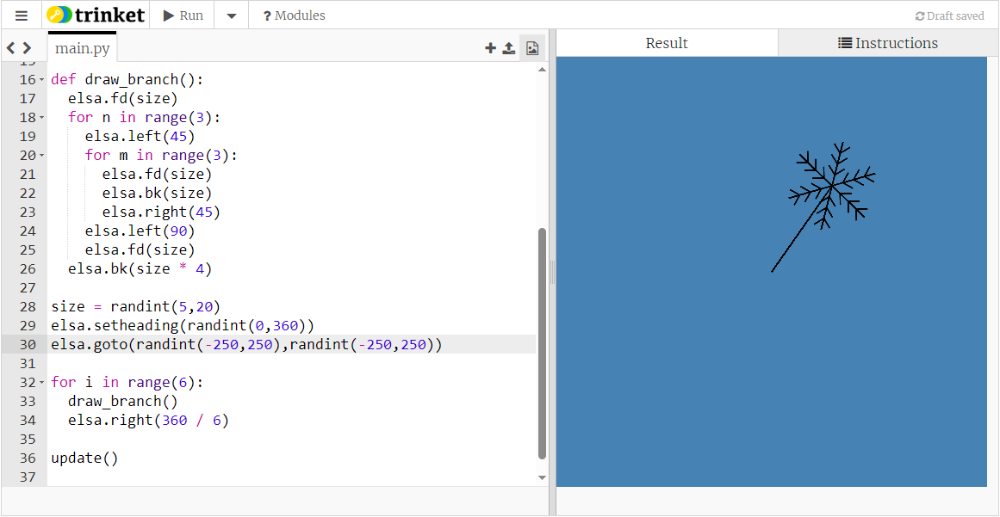 trinket Run ? Modules Draft saved
main.py Result Instructions
15
16 def draw_branch():
17 elsa.fd(size)
18 for n in range(3):
19 elsa.left(45)
20 for m in range(3):
21 elsa.fd(size)
22 elsa.bk(size)
23 elsa.right(45)
24 elsa.left(90)
25 elsa.fd(size)
26 elsa.bk(size * 4)
27
28 size = randint(5,20)
29 elsa.setheading(randint(0,360))
30 elsa.goto(randint(-250,250),randint(-250,250))
31
32 for i in range(6):
33 draw_branch()
34 elsa.right(360 / 6)
35
36 update()
37